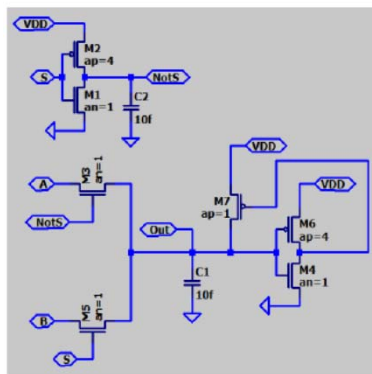 VDD
M2
ap=4
S
NotS
M1
an=1
C2
10f
A
M3
an=1
NotS
VDD
M7
ap=1
VDD
Out
M6
ap=4
C1
10f
M4
an=1
B
M5
an=1
S